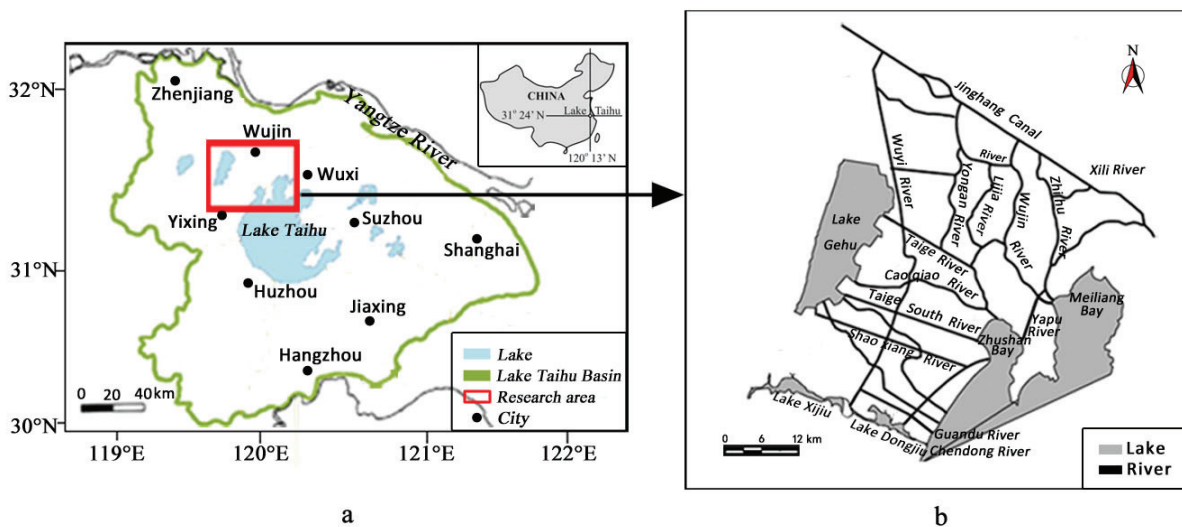 32°N
31°N
30°N
119°E
120°E
121°E
122°E
Zhenjiang
Yangtze River
Wujin
Wuxi
Yixing
Lake Taihu
Suzhou
Shanghai
Huzhou
Jiaxing
Hangzhou
0 20 40 km
CHINA
Lake Taihu
31° 24' N
120° 13' N
Lake
Lake Taihu Basin
Research area
City
a
N
Jinghang Canal
Xili River
Wuyi
River
River
Yongan River
Lijia River
Wujin
River
Zhihu
River
Lake
Gehu
Taige River
Caoqiao
River
Taige
South River
Shao xiang River
Zhushan
Bay
Yapu
River
Meiliang
Bay
Lake Xijiu
Lake Dongjiu
Guandu River
Chendong River
0 6 12 km
Lake
River
b